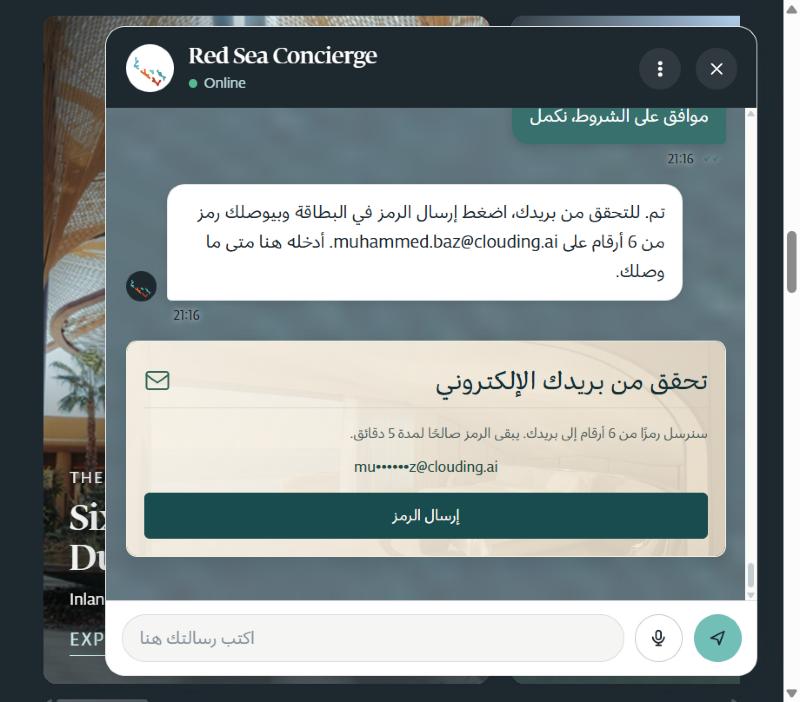 Red Sea Concierge
Online
موافق على الشروط، نكمل
21:16
تم. للتحقق من بريدك، اضغط إرسال الرمز في البطاقة وبيوصلك رمز
من 6 أرقام على muhammed.baz@clouding.ai. أدخله هنا متى ما
وصلك.
21:16
تحقق من بريدك الإلكتروني
سنرسل رمزًا من 6 أرقام إلى بريدك. يبقى الرمز صالحًا لمدة 5 دقائق.
mu••••••z@clouding.ai
إرسال الرمز
اكتب رسالتك هنا
THE
Six
Du
Inlan
EXP